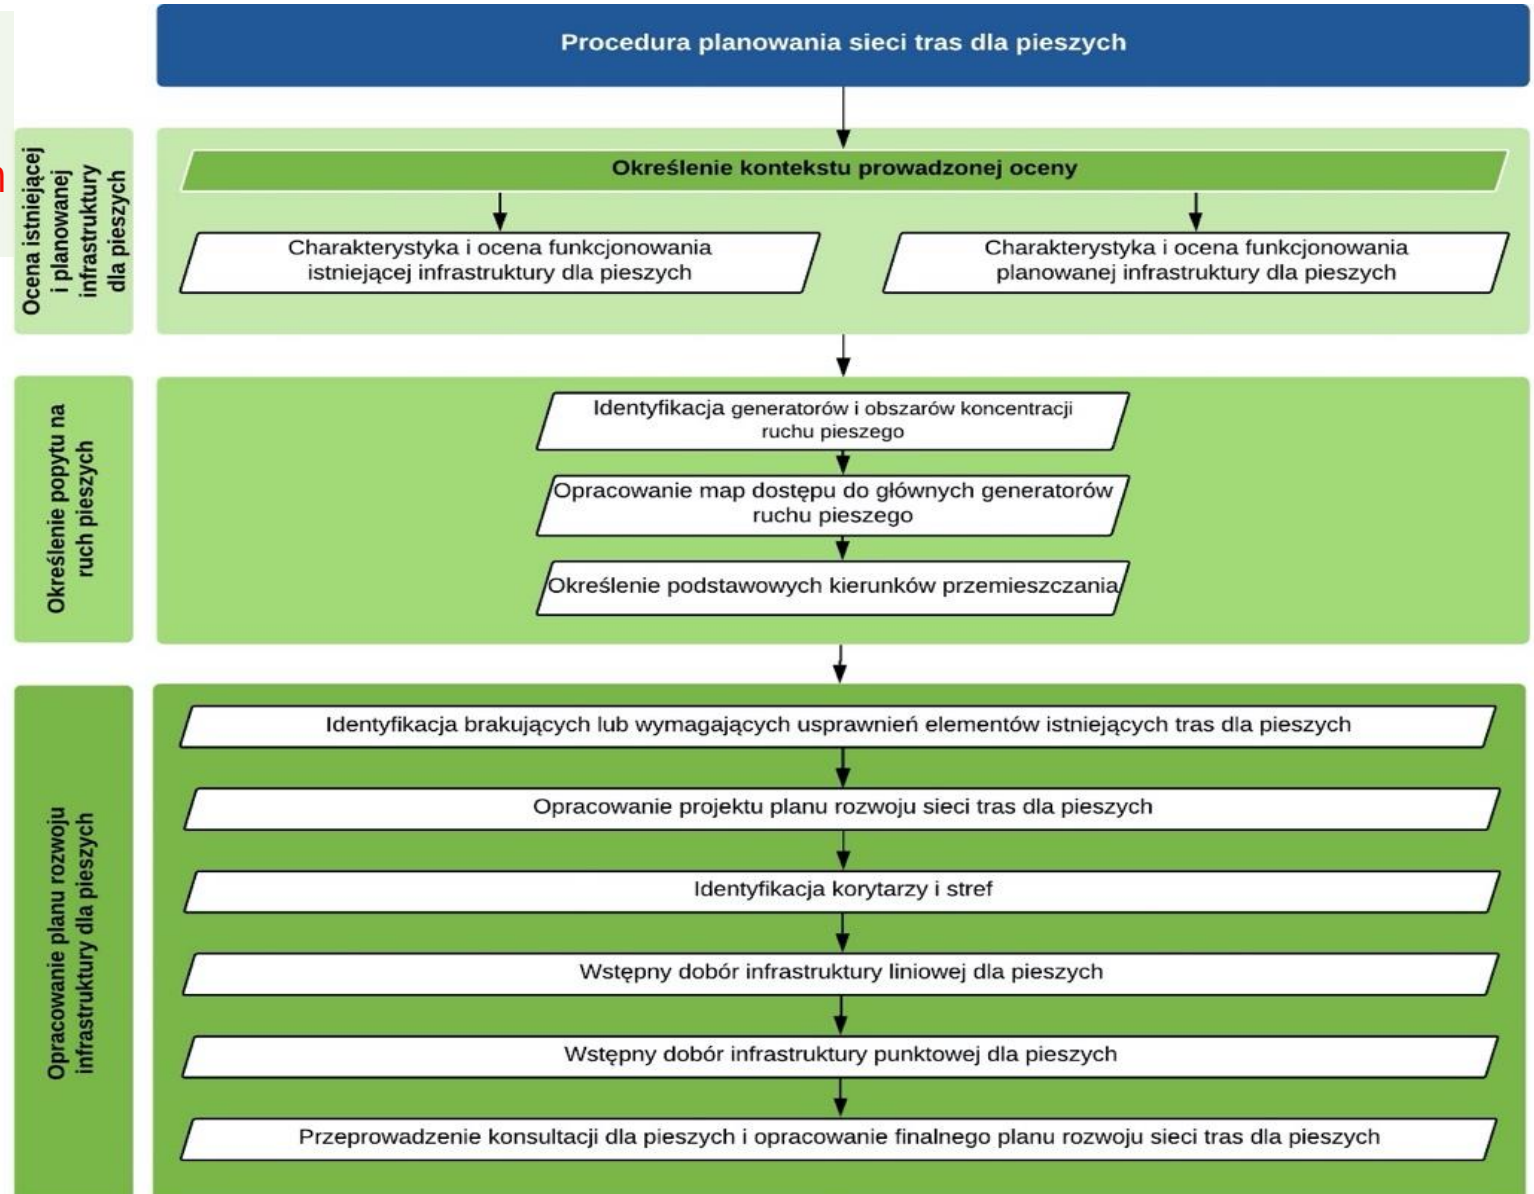 Procedura planowania sieci tras dla pieszych
Ocena istniejącej
i planowanej
infrastruktury
dla pieszych
Określenie kontekstu prowadzonej oceny
Charakterystyka i ocena funkcjonowania
istniejącej infrastruktury dla pieszych
Charakterystyka i ocena funkcjonowania
planowanej infrastruktury dla pieszych
Określenie popytu na
ruch pieszych
Identyfikacja generatorów i obszarów koncentracji
ruchu pieszego
Opracowanie map dostępu do głównych generatorów
ruchu pieszego
Określenie podstawowych kierunków przemieszczania
Opracowanie planu rozwoju
infrastruktury dla pieszych
Identyfikacja brakujących lub wymagających usprawnień elementów istniejących tras dla pieszych
Opracowanie projektu planu rozwoju sieci tras dla pieszych
Identyfikacja korytarzy i stref
Wstępny dobór infrastruktury liniowej dla pieszych
Wstępny dobór infrastruktury punktowej dla pieszych
Przeprowadzenie konsultacji dla pieszych i opracowanie finalnego planu rozwoju sieci tras dla pieszych